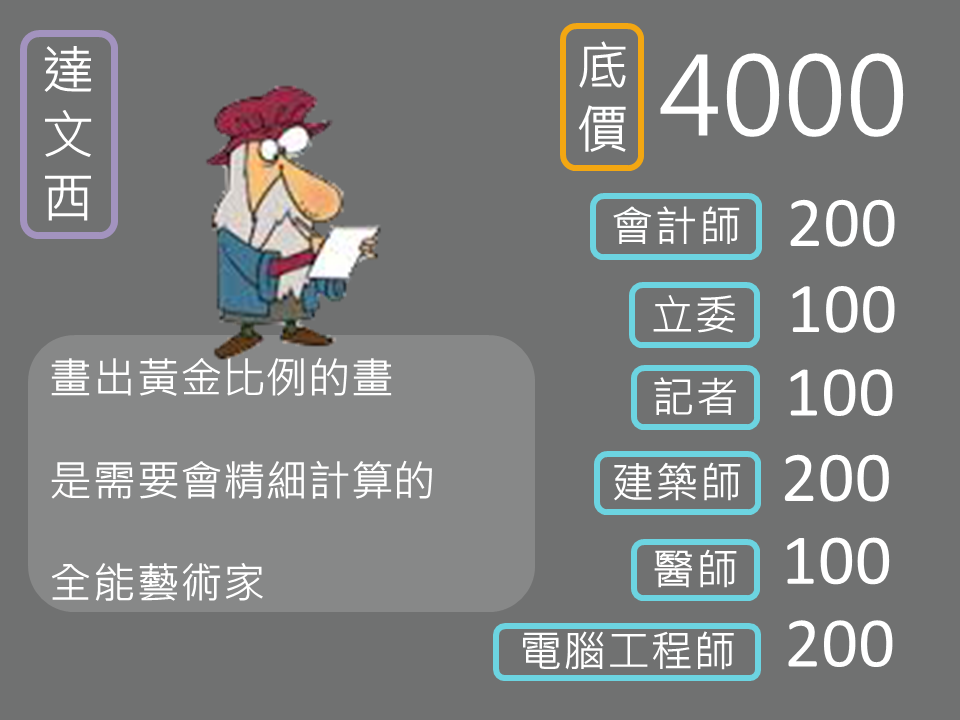 達文西
底價 4000
會計師 200
立委 100
記者 100
建築師 200
醫師 100
電腦工程師 200
畫出黃金比例的畫
是需要會精細計算的
全能藝術家